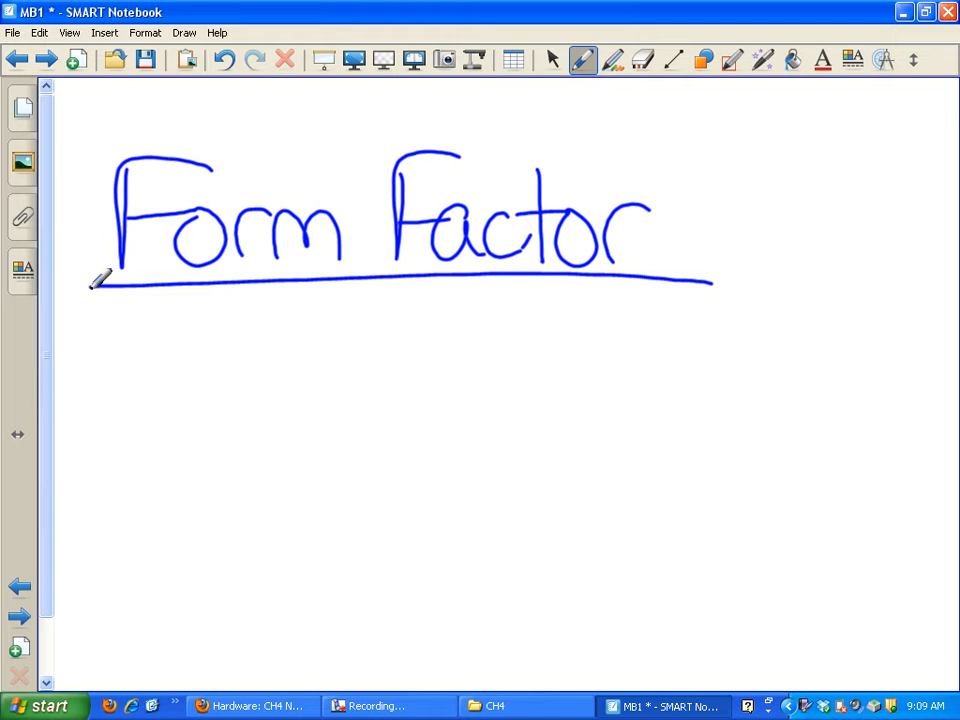 MB1 * - SMART Notebook
File Edit View Insert Format Draw Help
Form Factor
start
Hardware: CH4 N...
Recording...
CH4
MB1 * - SMART No...
9:09 AM